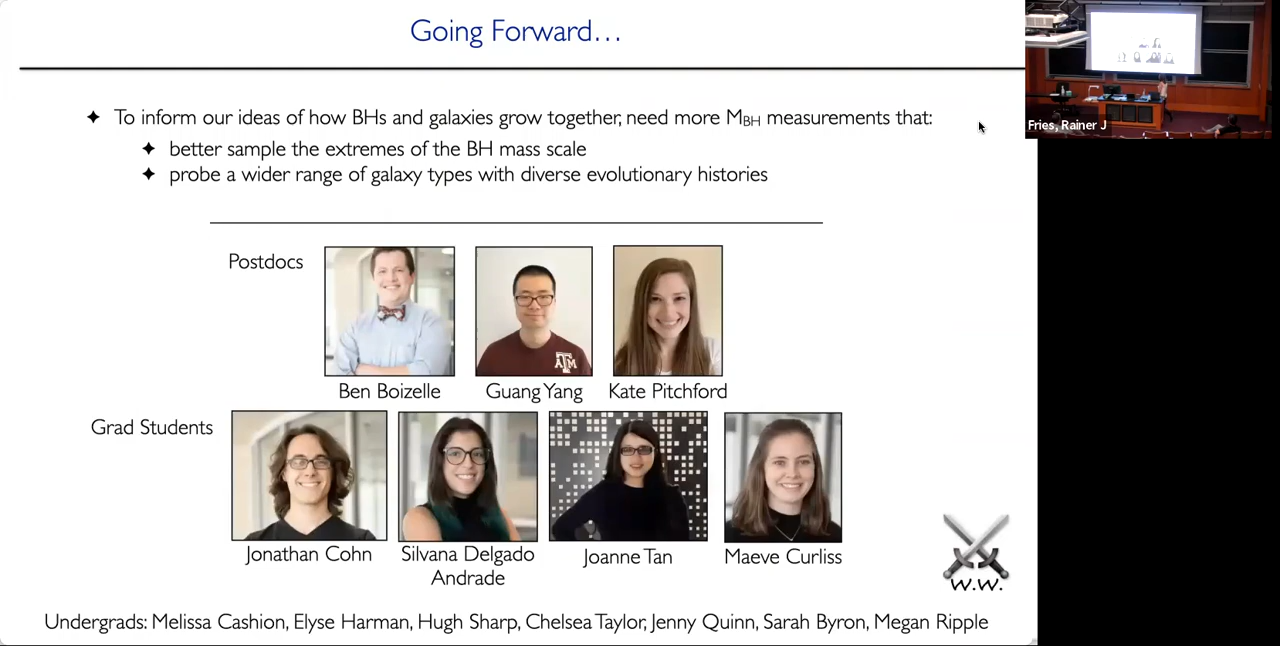 Going Forward…
✦ To inform our ideas of how BHs and galaxies grow together, need more MBH measurements that:
✦ better sample the extremes of the BH mass scale
✦ probe a wider range of galaxy types with diverse evolutionary histories
Fries, Rainer J
Postdocs
ATM
Ben Boizelle
Guang Yang
Kate Pitchford
Grad Students
Jonathan Cohn
Silvana Delgado
Andrade
Joanne Tan
Maeve Curliss
w.w.
Undergrads: Melissa Cashion, Elyse Harman, Hugh Sharp, Chelsea Taylor, Jenny Quinn, Sarah Byron, Megan Ripple